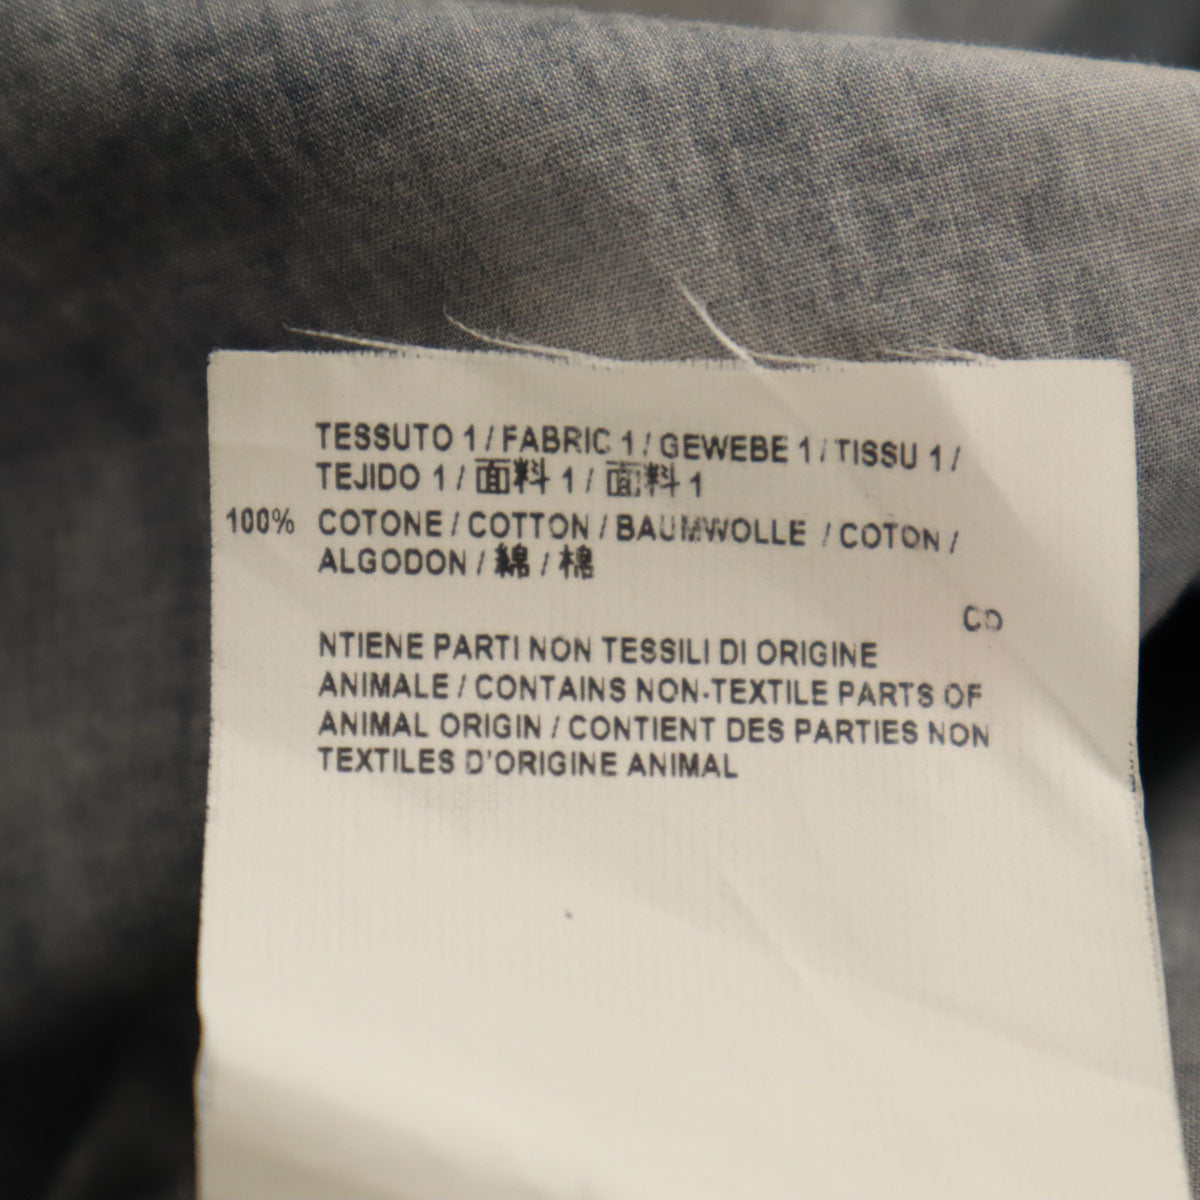 TESSUTO 1 / FABRIC 1 / GEWEBE 1 / TISSU 1 /
TEJIDO 1 / 面料 1 / 面料 1
100% COTONE / COTTON / BAUMWOLLE / COTON /
ALGODON / 綿 / 棉
CO
NTIENE PARTI NON TESSILI DI ORIGINE
ANIMALE / CONTAINS NON-TEXTILE PARTS OF
ANIMAL ORIGIN / CONTIENT DES PARTIES NON
TEXTILES D'ORIGINE ANIMAL